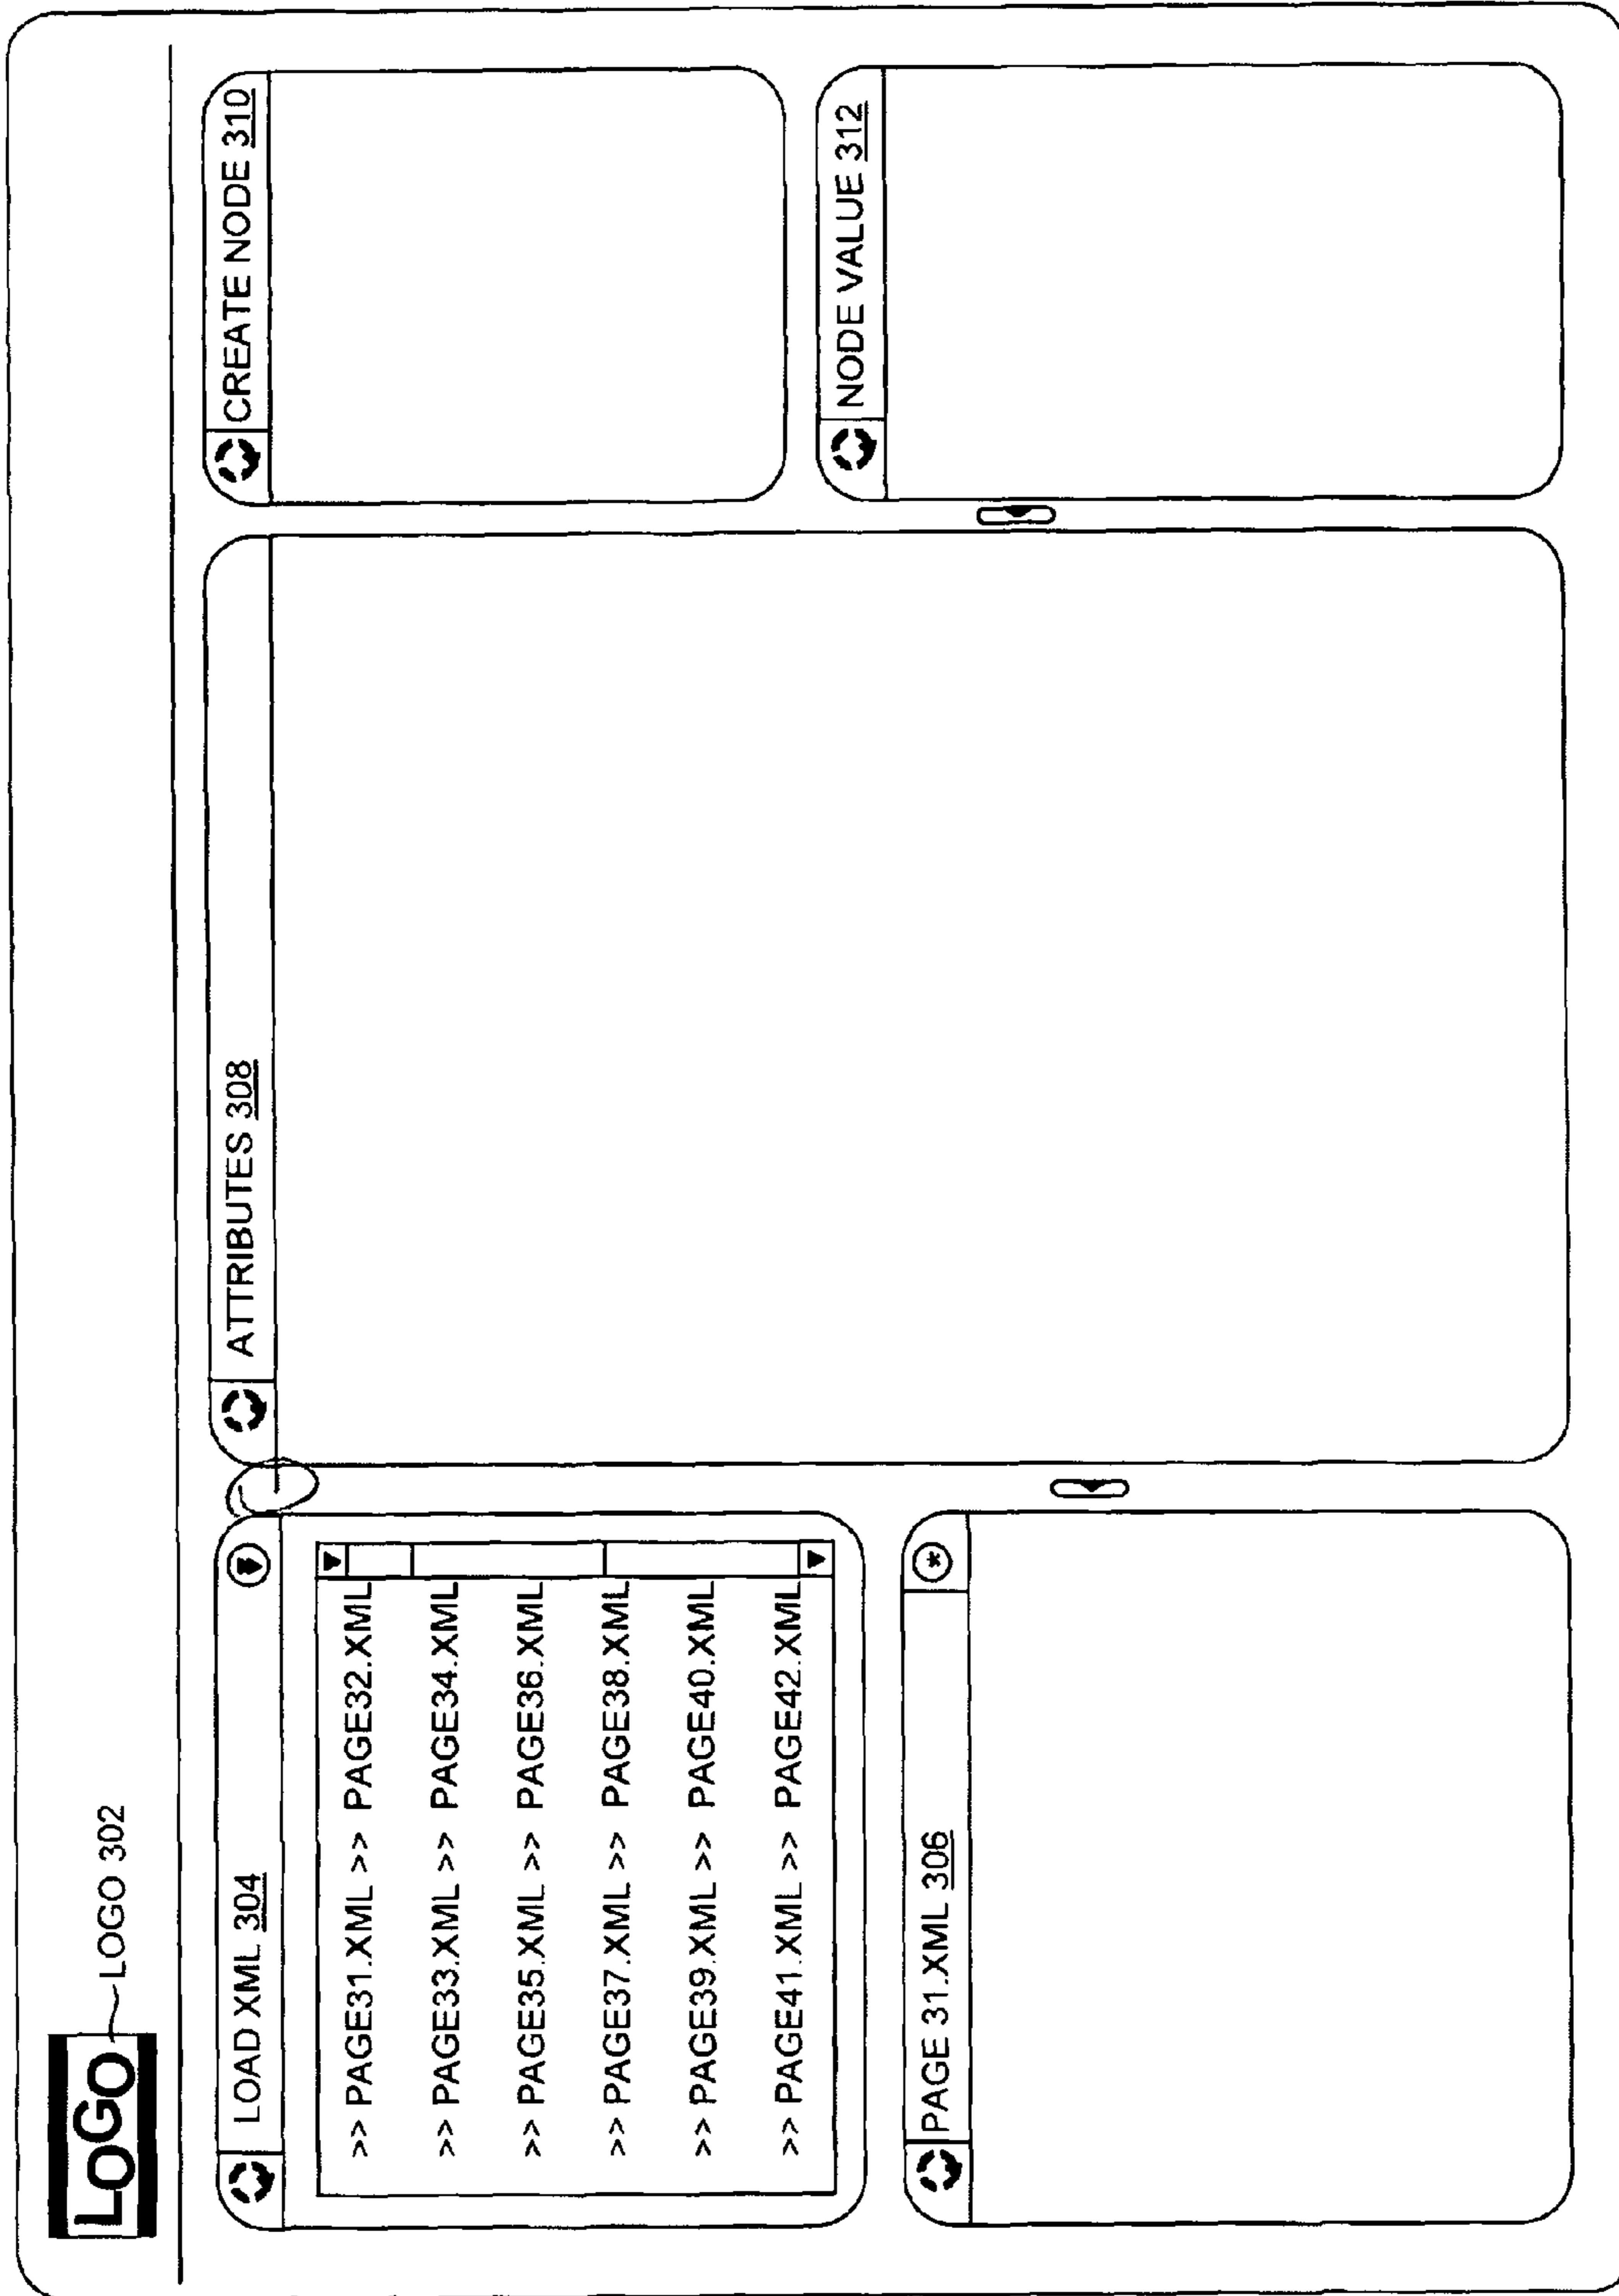 LOGO
LOGO 302
LOAD XML 304
>> PAGE31.XML >> PAGE32.XML
>> PAGE33.XML >> PAGE34.XML
>> PAGE35.XML >> PAGE36.XML
>> PAGE37.XML >> PAGE38.XML
>> PAGE39.XML >> PAGE40.XML
>> PAGE41.XML >> PAGE42.XML
PAGE 31.XML 306
*
ATTRIBUTES 308
CREATE NODE 310
NODE VALUE 312